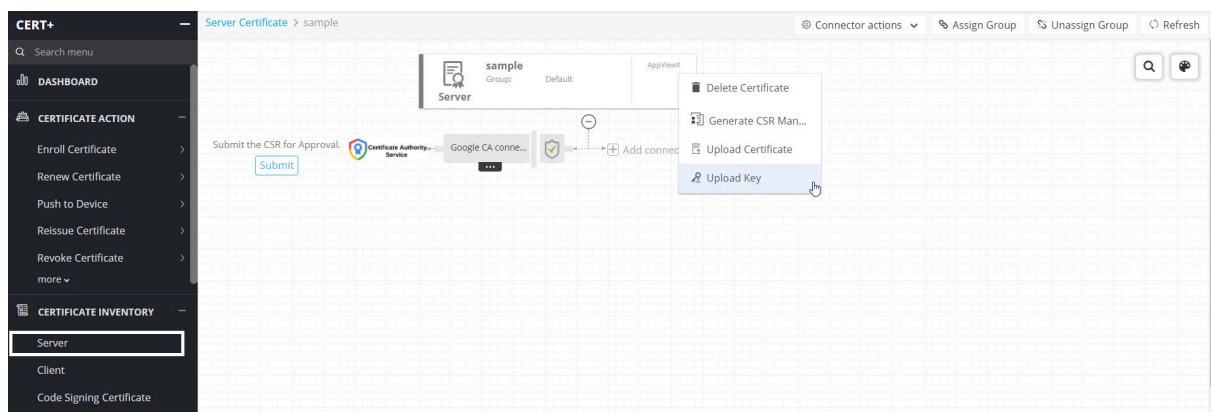 CERT+
Search menu
DASHBOARD
CERTIFICATE ACTION
Enroll Certificate
Renew Certificate
Push to Device
Reissue Certificate
Revoke Certificate
more
CERTIFICATE INVENTORY
Server
Client
Code Signing Certificate
Server Certificate > sample
Connector actions
Assign Group
Unassign Group
Refresh
sample
Group: Default
AppViewX
Server
Submit the CSR for Approval.
Submit
Certificate Authority
Service
Google CA conne...
Add connec
Delete Certificate
Generate CSR Man...
Upload Certificate
Upload Key